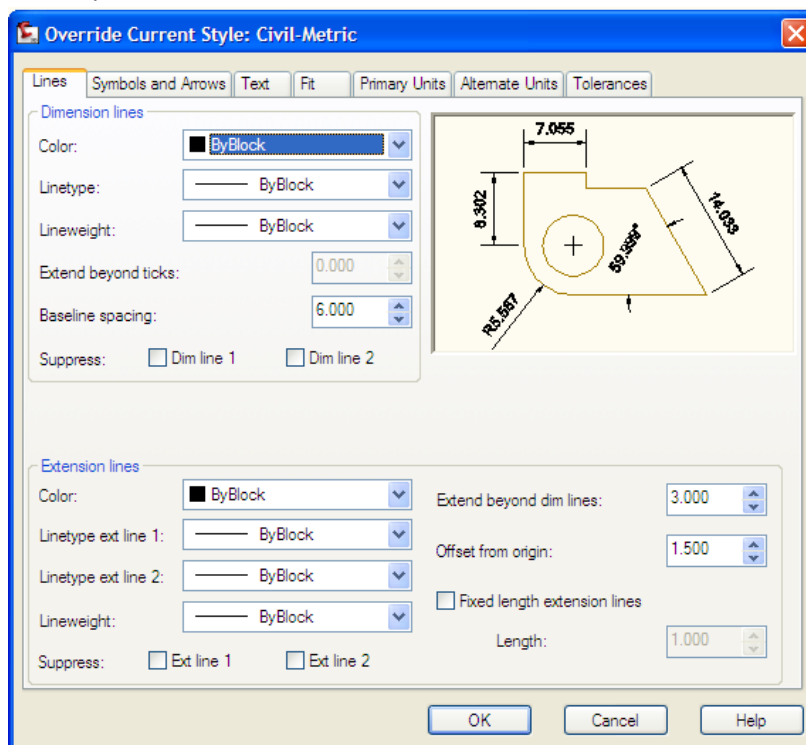 Override Current Style: Civil-Metric
Lines Symbols and Arrows Text Fit Primary Units Alternate Units Tolerances
Dimension lines
Color: ByBlock
Linetype: ByBlock
Lineweight: ByBlock
Extend beyond ticks: 0.000
Baseline spacing: 6.000
Suppress: Dim line 1 Dim line 2
7.055
8.302
14.033
59.999°
R5.567
Extension lines
Color: ByBlock
Linetype ext line 1: ByBlock
Linetype ext line 2: ByBlock
Lineweight: ByBlock
Suppress: Ext line 1 Ext line 2
Extend beyond dim lines: 3.000
Offset from origin: 1.500
Fixed length extension lines
Length: 1.000
OK Cancel Help